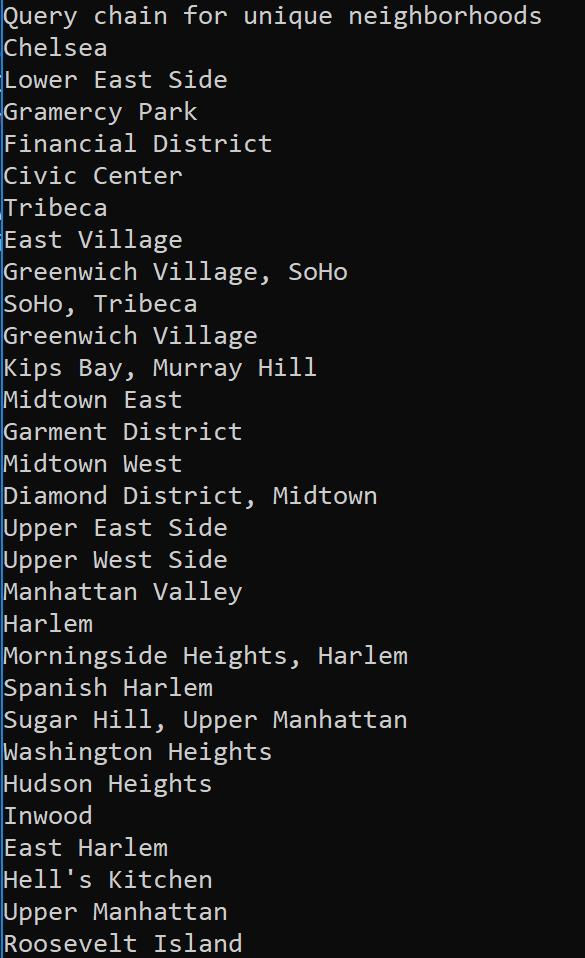 Query chain for unique neighborhoods
Chelsea
Lower East Side
Gramercy Park
Financial District
Civic Center
Tribeca
East Village
Greenwich Village, SoHo
SoHo, Tribeca
Greenwich Village
Kips Bay, Murray Hill
Midtown East
Garment District
Midtown West
Diamond District, Midtown
Upper East Side
Upper West Side
Manhattan Valley
Harlem
Morningside Heights, Harlem
Spanish Harlem
Sugar Hill, Upper Manhattan
Washington Heights
Hudson Heights
Inwood
East Harlem
Hell's Kitchen
Upper Manhattan
Roosevelt Island